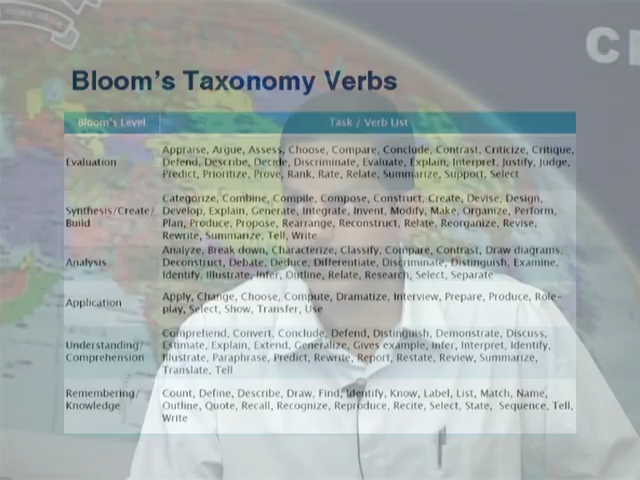 CE
Bloom's Taxonomy Verbs
Bloom's Level Task / Verb List
Evaluation
Appraise, Argue, Assess, Choose, Compare, Conclude, Contrast, Criticize, Critique,
Defend, Describe, Decide, Discriminate, Evaluate, Explain, Interpret, Justify, Judge,
Predict, Prioritize, Prove, Rank, Rate, Relate, Summarize, Support, Select
Synthesis/Create/
Build
Categorize, Combine, Compile, Compose, Construct, Create, Devise, Design,
Develop, Explain, Generate, Integrate, Invent, Modify, Make, Organize, Perform,
Plan, Produce, Propose, Rearrange, Reconstruct, Relate, Reorganize, Revise,
Rewrite, Summarize, Tell, Write
Analysis
Analyze, Break down, Characterize, Classify, Compare, Contrast, Draw diagrams,
Deconstruct, Debate, Deduce, Differentiate, Discriminate, Distinguish, Examine,
Identify, Illustrate, Infer, Outline, Relate, Research, Select, Separate
Application
Apply, Change, Choose, Compute, Dramatize, Interview, Prepare, Produce, Role-
play, Select, Show, Transfer, Use
Understanding/
Comprehension
Comprehend, Convert, Conclude, Defend, Distinguish, Demonstrate, Discuss,
Estimate, Explain, Extend, Generalize, Gives example, Infer, Interpret, Identify,
Illustrate, Paraphrase, Predict, Rewrite, Report, Restate, Review, Summarize,
Translate, Tell
Remembering/
Knowledge
Count, Define, Describe, Draw, Find, Identify, Know, Label, List, Match, Name,
Outline, Quote, Recall, Recognize, Reproduce, Recite, Select, State, Sequence, Tell,
Write